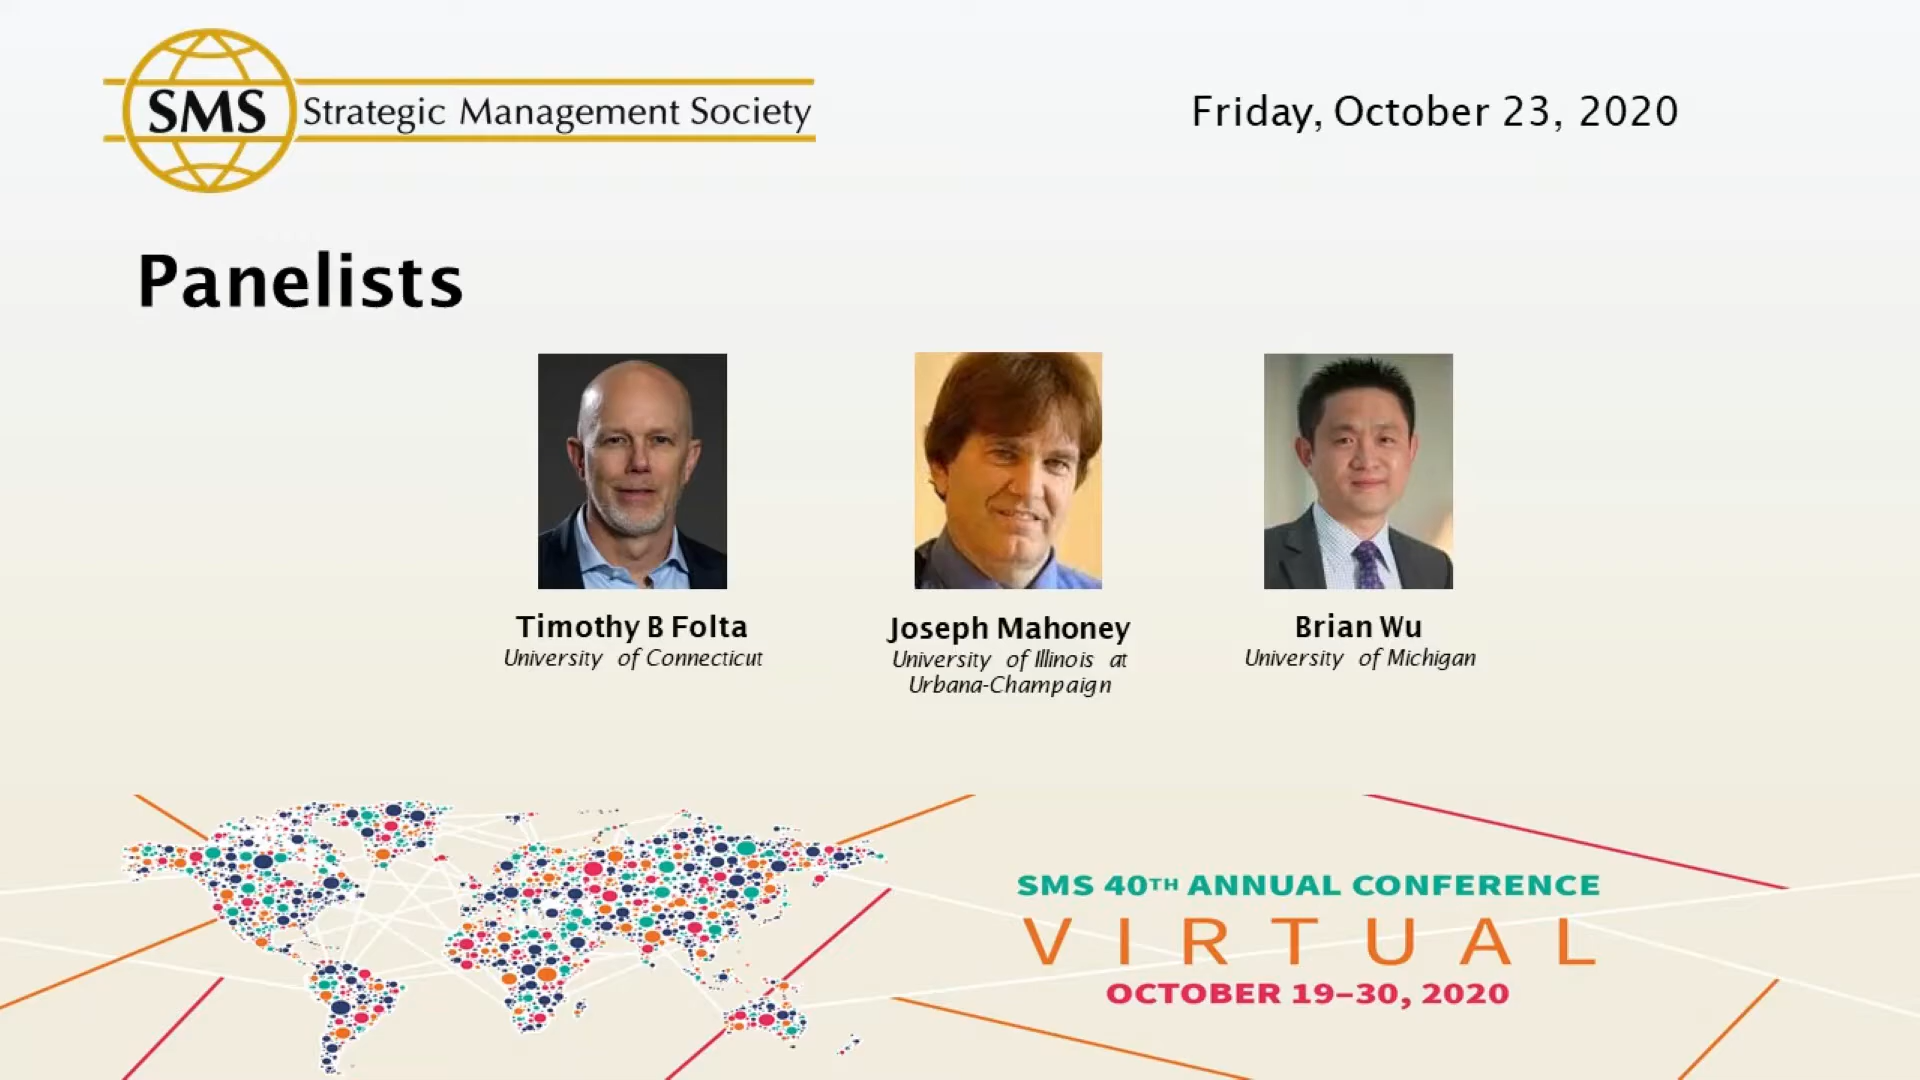 SMS Strategic Management Society
Friday, October 23, 2020
Panelists
Timothy B Folta
University of Connecticut
Joseph Mahoney
University of Illinois at
Urbana-Champaign
Brian Wu
University of Michigan
SMS 40TH ANNUAL CONFERENCE
VIRTUAL
OCTOBER 19–30, 2020